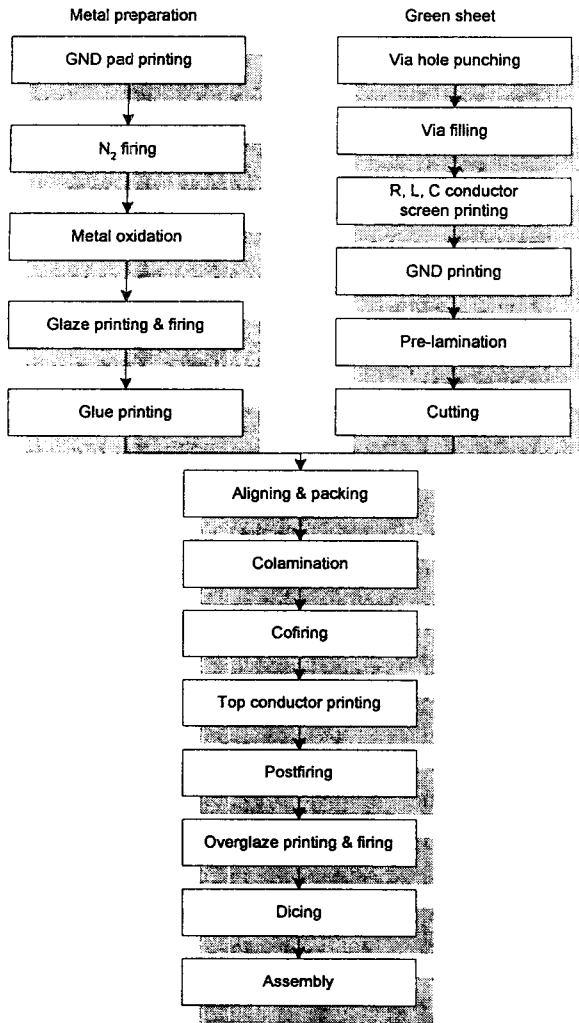 Metal preparation
GND pad printing
N2 firing
Metal oxidation
Glaze printing & firing
Glue printing
Green sheet
Via hole punching
Via filling
R, L, C conductor
screen printing
GND printing
Pre-lamination
Cutting
Aligning & packing
Colamination
Cofiring
Top conductor printing
Postfiring
Overglaze printing & firing
Dicing
Assembly